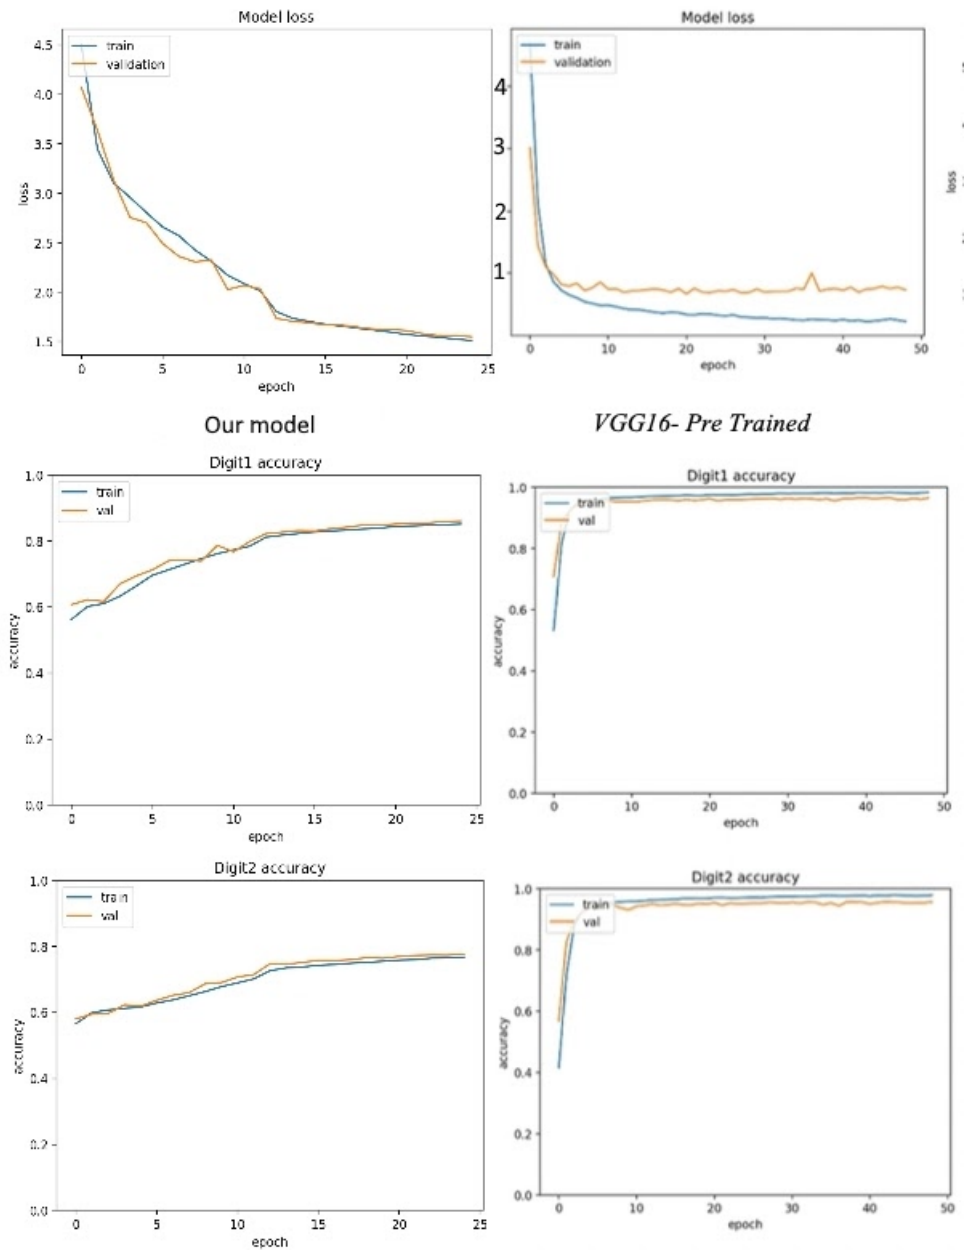 Model loss
4.5
4.0
3.5
3.0
2.5
2.0
1.5
loss
train
validation
0 5 10 15 20 25
epoch
Model loss
4
3
2
1
train
validation
0 10 20 30 40 50
epoch
loss
Our model
VGG16- Pre Trained
Digit1 accuracy
1.0
0.8
0.6
0.4
0.2
0.0
accuracy
train
val
0 5 10 15 20 25
epoch
Digit1 accuracy
1.0
0.8
0.6
0.4
0.2
0.0
accuracy
train
val
0 10 20 30 40 50
epoch
Digit2 accuracy
1.0
0.8
0.6
0.4
0.2
0.0
accuracy
train
val
0 5 10 15 20 25
epoch
Digit2 accuracy
1.0
0.8
0.6
0.4
0.2
0.0
accuracy
train
val
0 10 20 30 40 50
epoch